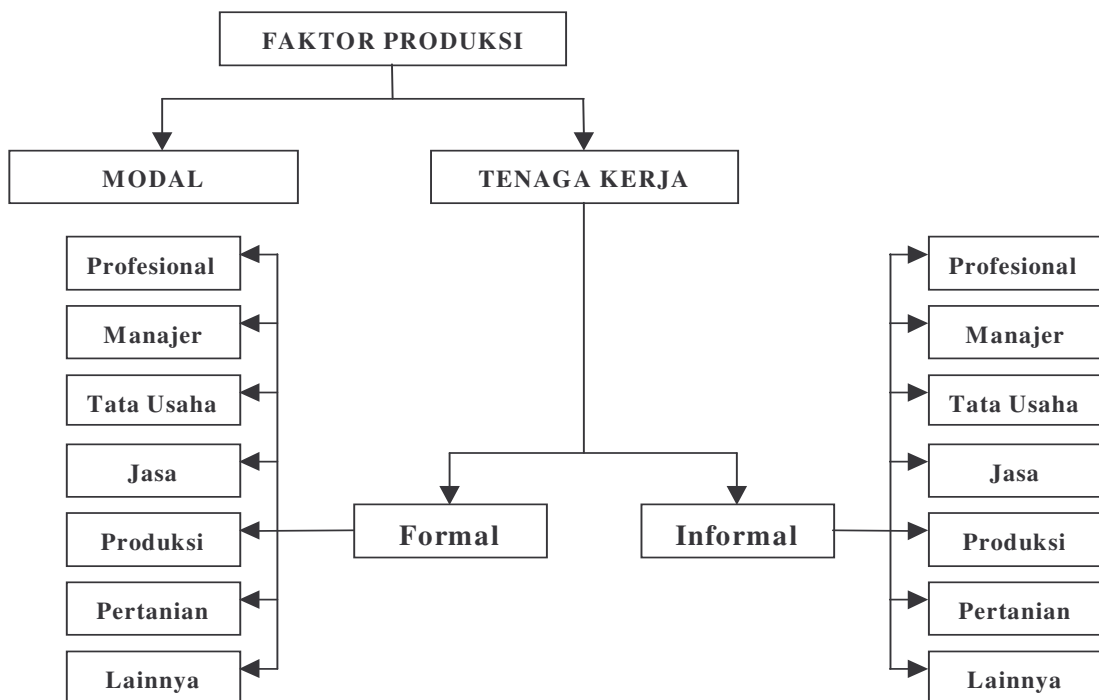 FAKTOR PRODUKSI
MODAL
TENAGA KERJA
Profesional
Manajer
Tata Usaha
Jasa
Produksi
Pertanian
Lainnya
Formal
Informal
Profesional
Manajer
Tata Usaha
Jasa
Produksi
Pertanian
Lainnya